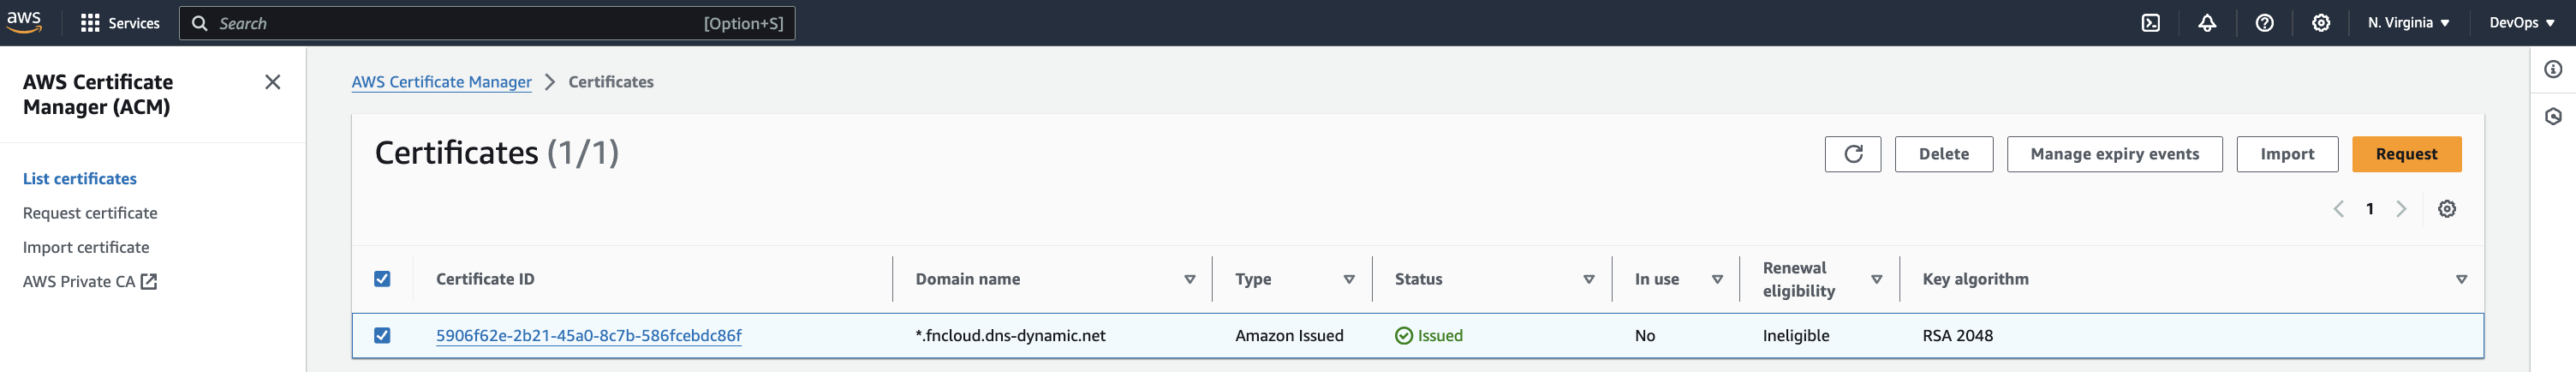 aws
Services
Search
[Option+S]
N. Virginia
DevOps
AWS Certificate
Manager (ACM)
List certificates
Request certificate
Import certificate
AWS Private CA
AWS Certificate Manager > Certificates
Certificates (1/1)
Delete
Manage expiry events
Import
Request
1
Certificate ID
Domain name
Type
Status
In use
Renewal
eligibility
Key algorithm
5906f62e-2b21-45a0-8c7b-586fcebdc86f
*.fncloud.dns-dynamic.net
Amazon Issued
Issued
No
Ineligible
RSA 2048